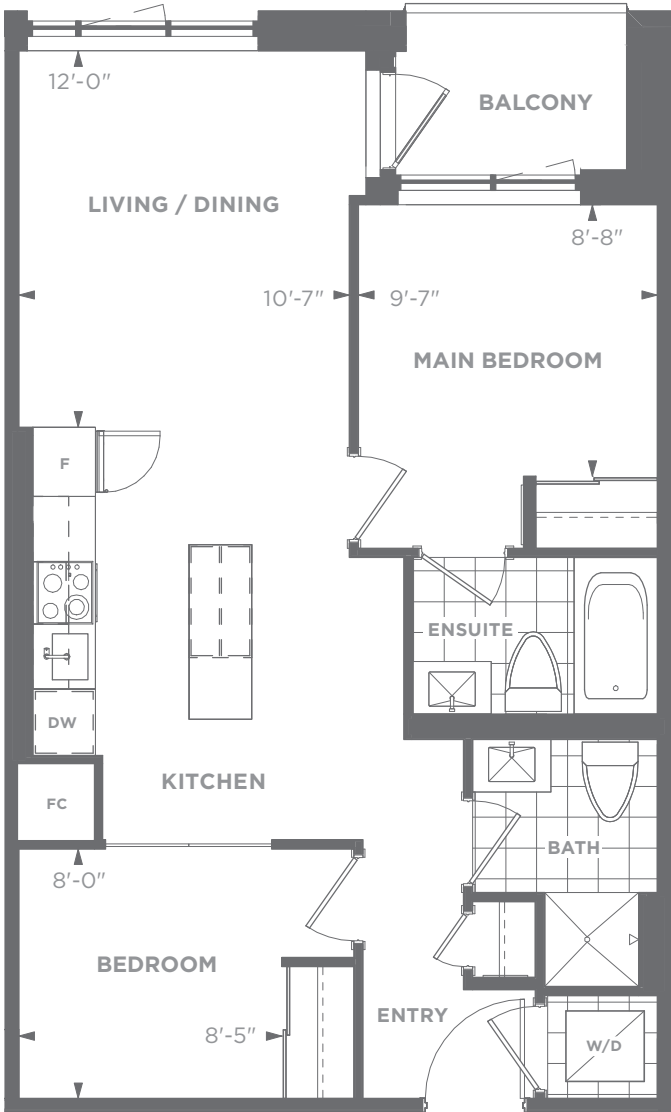 12'-0"
BALCONY
LIVING / DINING
8'-8"
10'-7"
9'-7"
MAIN BEDROOM
F
ENSUITE
DW
KITCHEN
FC
BATH
8'-0"
BEDROOM
ENTRY
8'-5"
W/D